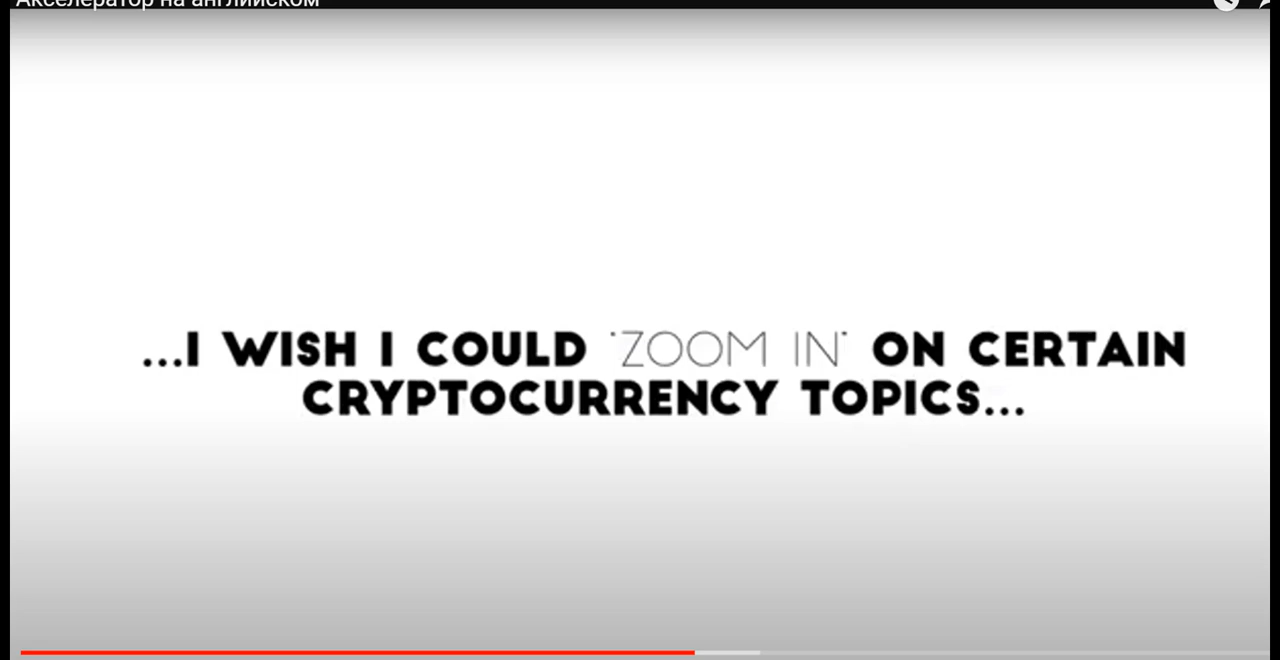 Акселератор на английском
...I WISH I COULD "ZOOM IN" ON CERTAIN
CRYPTOCURRENCY TOPICS...